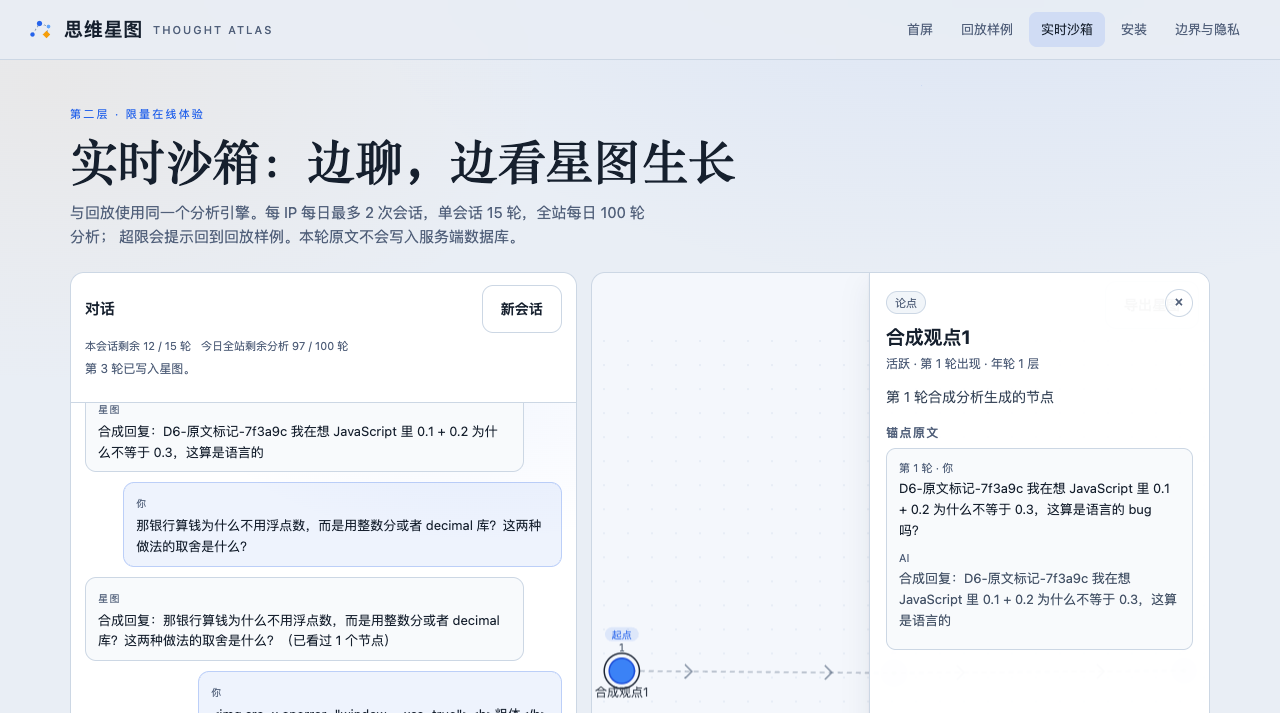 思维星图 THOUGHT ATLAS
首屏 回放样例 实时沙箱 安装 边界与隐私
第二层 · 限量在线体验
实时沙箱：边聊，边看星图生长
与回放使用同一个分析引擎。每 IP 每日最多 2 次会话，单会话 15 轮，全站每日 100 轮
分析； 超限会提示回到回放样例。本轮原文不会写入服务端数据库。
对话
新会话
本会话剩余 12 / 15 轮 今日全站剩余分析 97 / 100 轮
第 3 轮已写入星图。
星图
合成回复：D6-原文标记-7f3a9c 我在想 JavaScript 里 0.1 + 0.2 为什
么不等于 0.3，这算是语言的
你
那银行算钱为什么不用浮点数，而是用整数分或者 decimal 库？这两种
做法的取舍是什么？
星图
合成回复：那银行算钱为什么不用浮点数，而是用整数分或者 decimal
库？这两种做法的取舍是什么？（已看过 1 个节点）
你
起点
1
合成观点1
论点
导出
×
合成观点1
活跃 · 第 1 轮出现 · 年轮 1 层
第 1 轮合成分析生成的节点
锚点原文
第 1 轮 · 你
D6-原文标记-7f3a9c 我在想 JavaScript 里 0.1
+ 0.2 为什么不等于 0.3，这算是语言的 bug
吗？
AI
合成回复：D6-原文标记-7f3a9c 我在想
JavaScript 里 0.1 + 0.2 为什么不等于 0.3，这算
是语言的